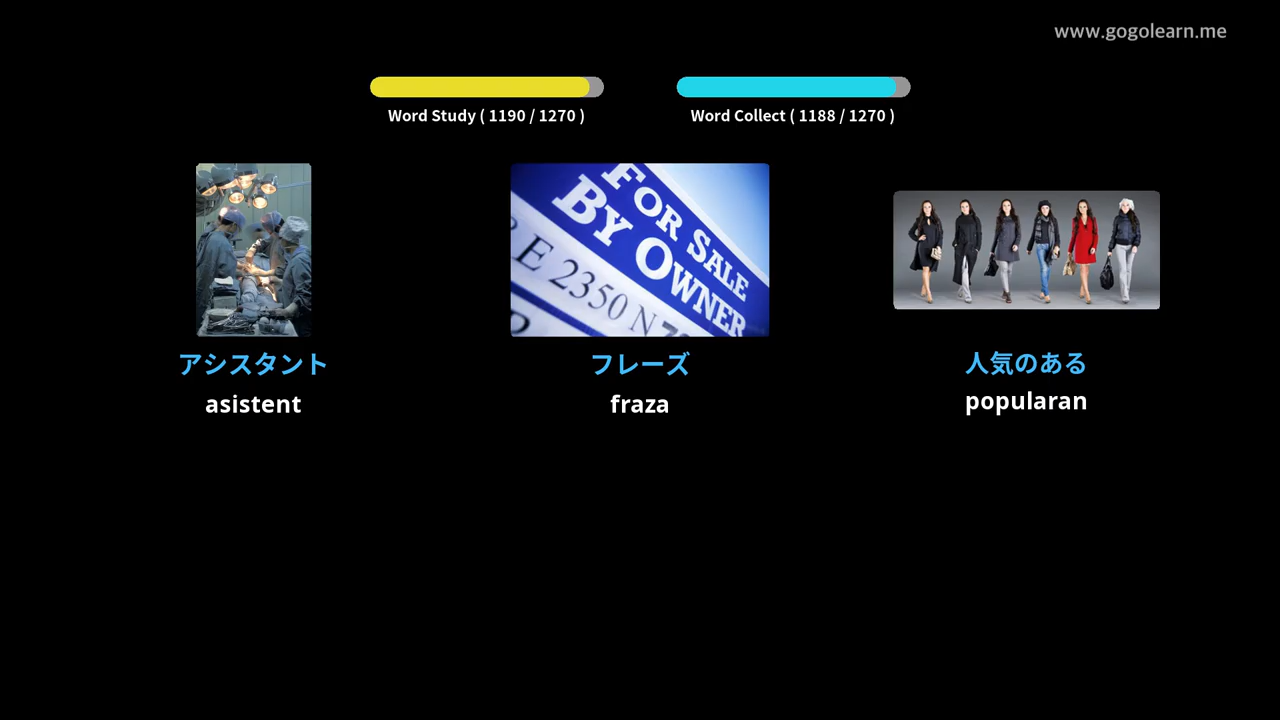 www.gogolearn.me
Word Study ( 1190 / 1270 )
Word Collect ( 1188 / 1270 )
FOR SALE
BY OWNER
E 2350 N
アシスタント
フレーズ
人気のある
asistent
fraza
popularan